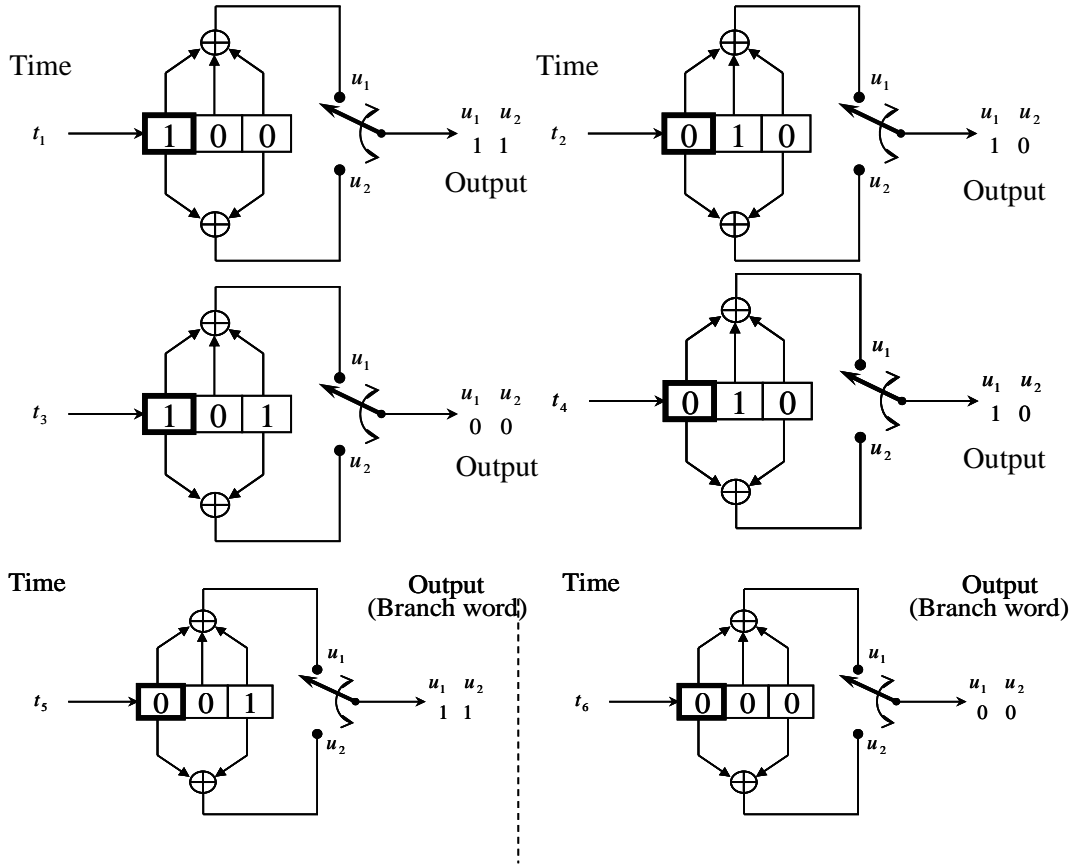 Time
t1
1 0 0
u1
u2
u1 u2
1 1
Output
Time
t2
0 1 0
u1
u2
u1 u2
1 0
Output
t3
1 0 1
u1
u2
u1 u2
0 0
Output
t4
0 1 0
u1
u2
u1 u2
1 0
Output
Time
Output
(Branch word)
t5
0 0 1
u1
u2
u1 u2
1 1
Time
Output
(Branch word)
t6
0 0 0
u1
u2
u1 u2
0 0